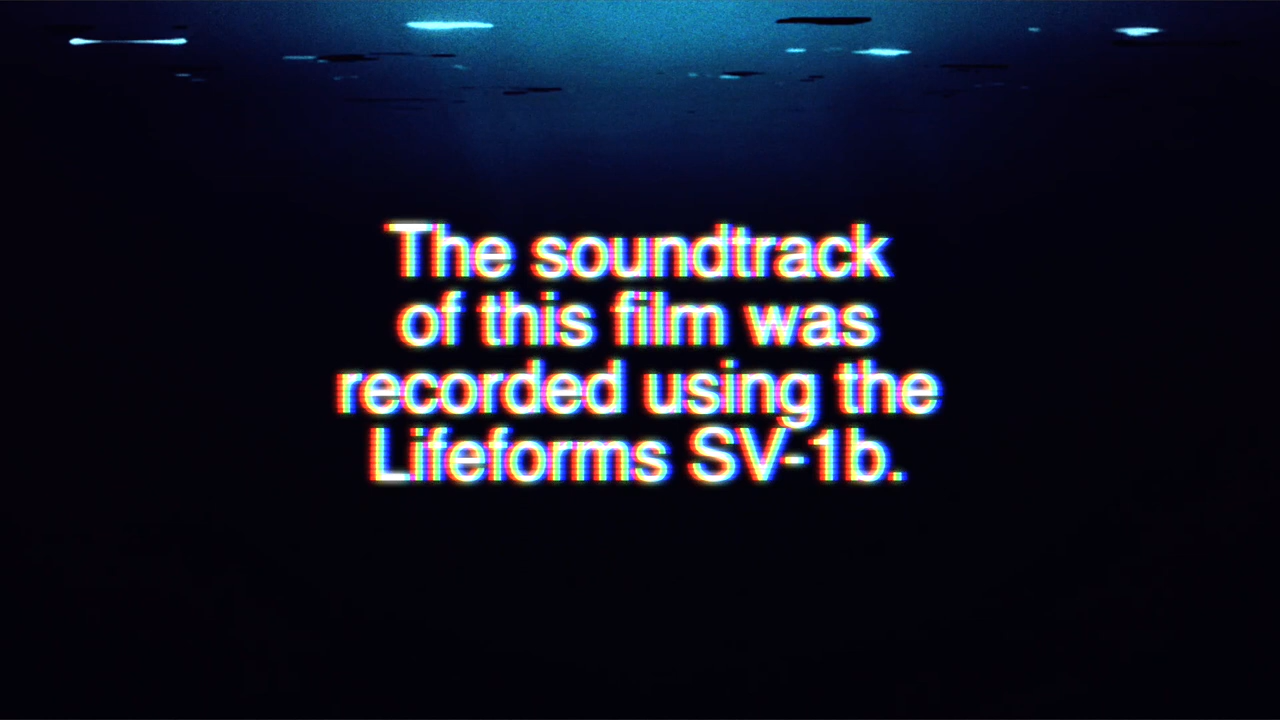 The soundtrack
of this film was
recorded using the
Lifeforms SV-1b.